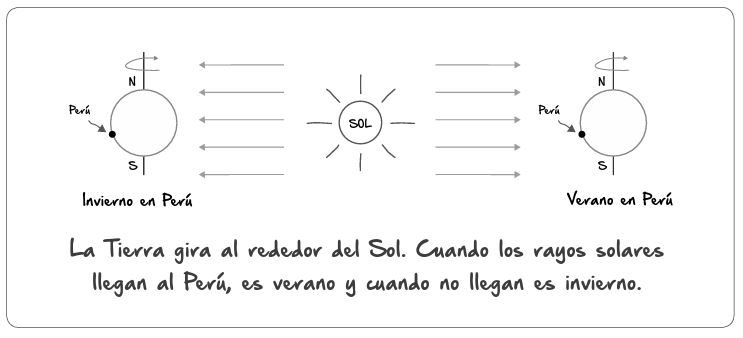 N
Perú
S
Invierno en Perú
SOL
N
Perú
S
Verano en Perú
La Tierra gira al rededor del Sol. Cuando los rayos solares
llegan al Perú, es verano y cuando no llegan es invierno.